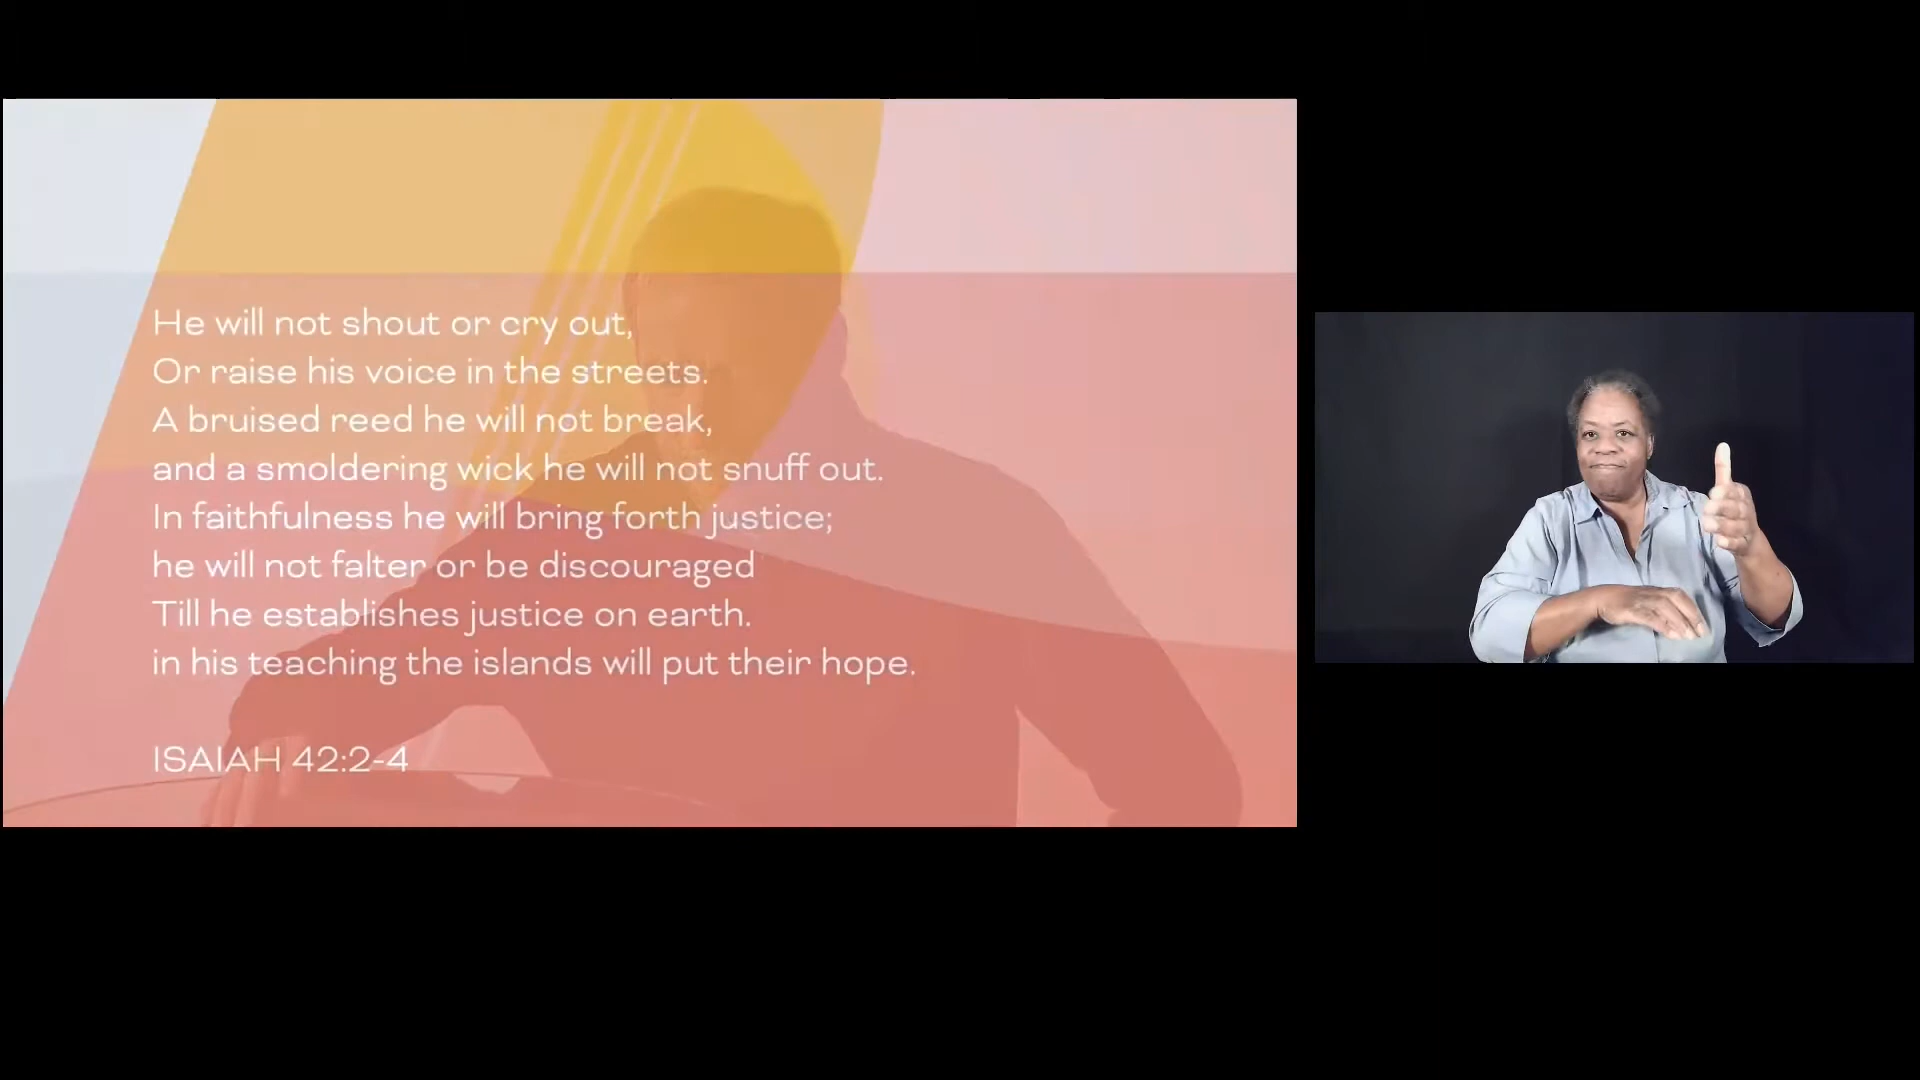 He will not shout or cry out,
Or raise his voice in the streets.
A bruised reed he will not break,
and a smoldering wick he will not snuff out.
In faithfulness he will bring forth justice;
he will not falter or be discouraged
Till he establishes justice on earth.
in his teaching the islands will put their hope.
ISAIAH 42:2-4